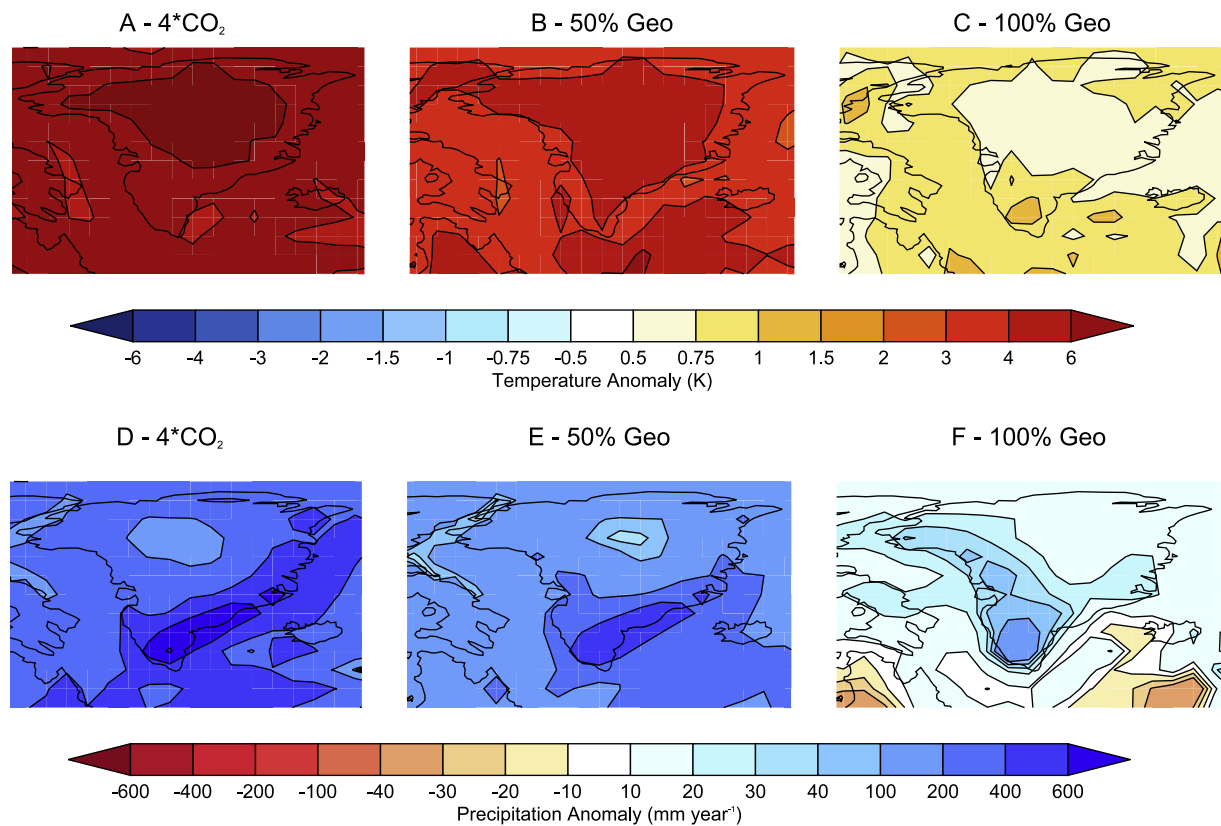 A - 4*CO₂ B - 50% Geo C - 100% Geo
-6 -4 -3 -2 -1.5 -1 -0.75 -0.5 0.5 0.75 1 1.5 2 3 4 6
Temperature Anomaly (K)
D - 4*CO₂ E - 50% Geo F - 100% Geo
-600 -400 -200 -100 -40 -30 -20 -10 10 20 30 40 100 200 400 600
Precipitation Anomaly (mm year⁻¹)